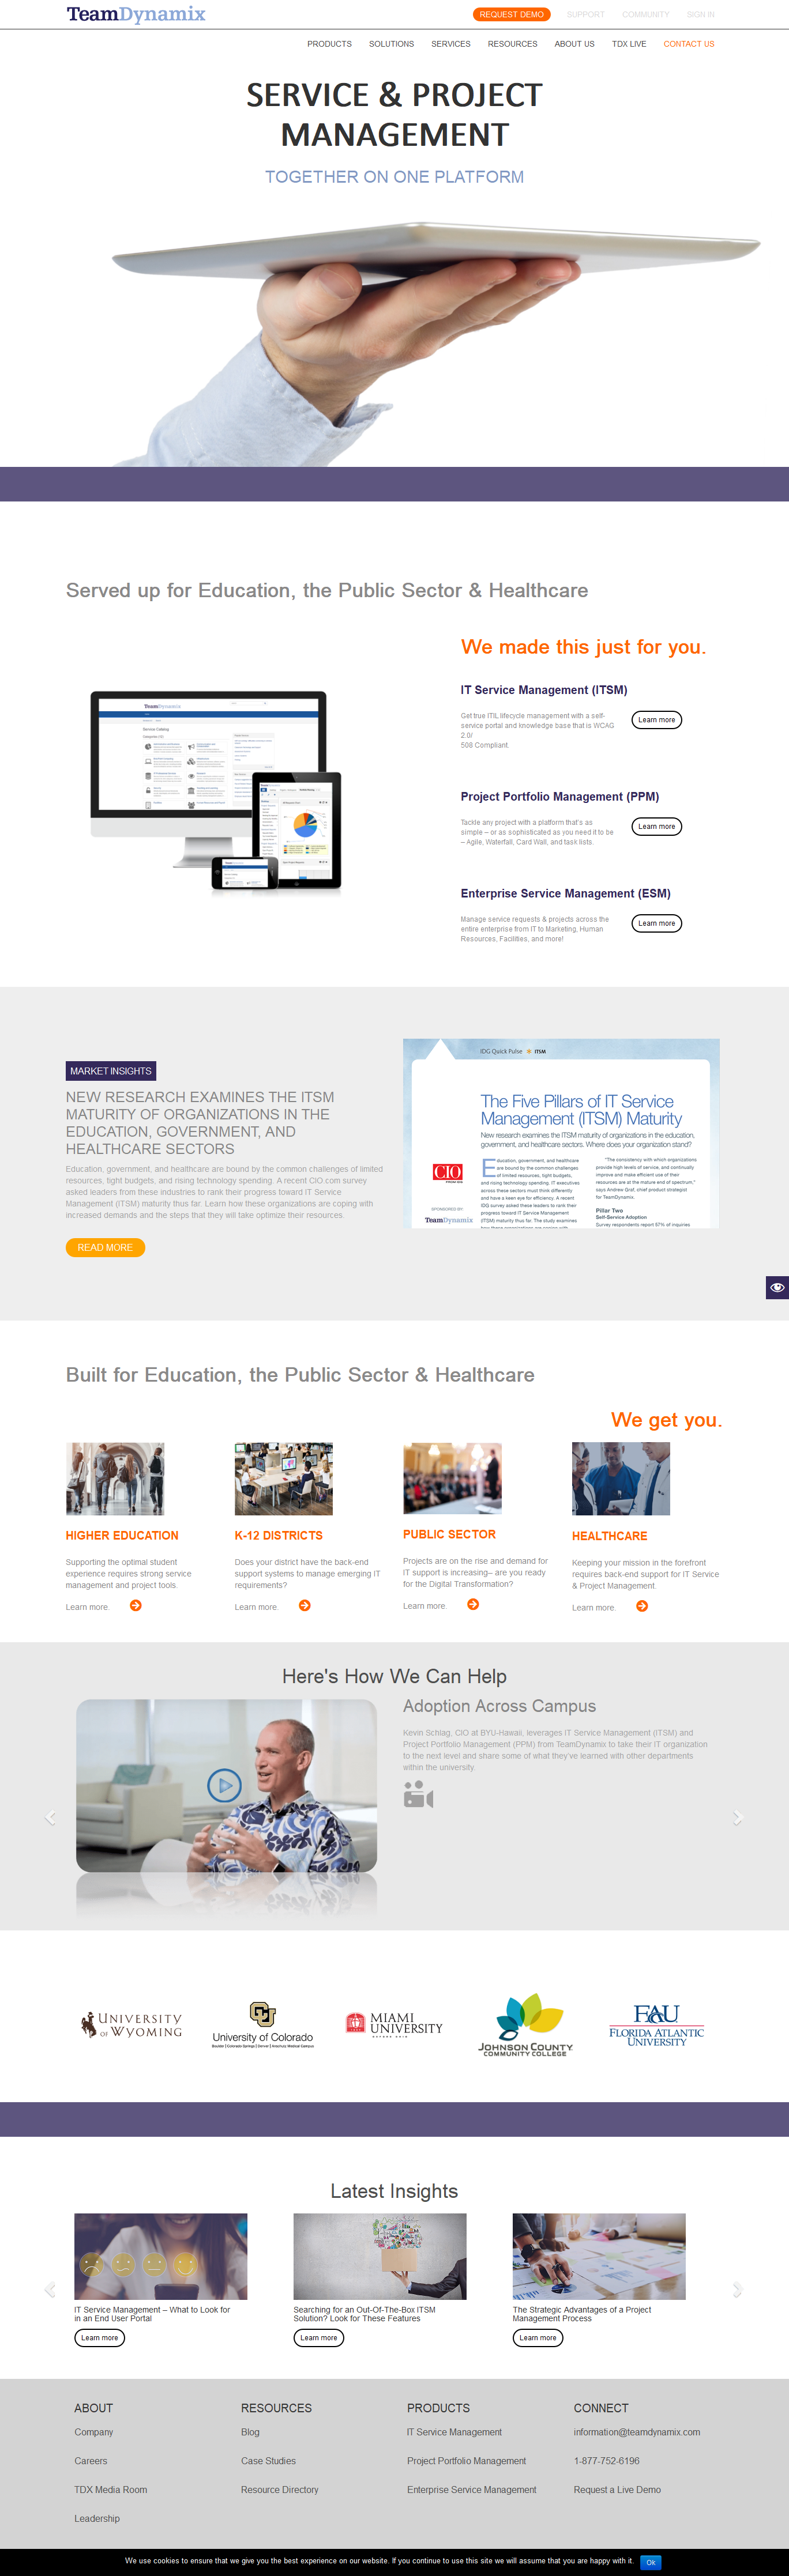 TeamDynamix
REQUEST DEMO
SUPPORT
COMMUNITY
SIGN IN
PRODUCTS
SOLUTIONS
SERVICES
RESOURCES
ABOUT US
TDX LIVE
CONTACT US
SERVICE & PROJECT
MANAGEMENT
TOGETHER ON ONE PLATFORM
Served up for Education, the Public Sector & Healthcare
We made this just for you.
TeamDynamix
Service Catalog
IT Service Management (ITSM)
Get true ITIL lifecycle management with a self-
service portal and knowledge base that is WCAG
2.0/
508 Compliant.
Learn more
Project Portfolio Management (PPM)
Tackle any project with a platform that's as
simple – or as sophisticated as you need it to be
– Agile, Waterfall, Card Wall, and task lists.
Learn more
Enterprise Service Management (ESM)
Manage service requests & projects across the
entire enterprise from IT to Marketing, Human
Resources, Facilities, and more!
Learn more
MARKET INSIGHTS
NEW RESEARCH EXAMINES THE ITSM
MATURITY OF ORGANIZATIONS IN THE
EDUCATION, GOVERNMENT, AND
HEALTHCARE SECTORS
Education, government, and healthcare are bound by the common challenges of limited
resources, tight budgets, and rising technology spending. A recent CIO.com survey
asked leaders from these industries to rank their progress toward IT Service
Management (ITSM) maturity thus far. Learn how these organizations are coping with
increased demands and the steps that they will take optimize their resources.
READ MORE
IDG Quick Pulse ITSM
The Five Pillars of IT Service
Management (ITSM) Maturity
New research examines the ITSM maturity of organizations in the education,
government, and healthcare sectors. Where does your organization stand?
CIO
FROM IDG
SPONSORED BY:
TeamDynamix
Education, government, and healthcare
are bound by the common challenges
of limited resources, tight budgets,
and rising technology spending. IT executives
across these sectors must think differently
and have a keen eye for efficiency. A recent
IDG survey asked these leaders to rank their
progress toward IT Service Management
(ITSM) maturity thus far. The study examines
how these organizations are coping with
"The consistency with which organizations
provide high levels of service, and continually
improve and make efficient use of their
resources are at the mature end of spectrum,"
says Andrew Graf, chief product strategist
for TeamDynamix.
Pillar Two
Self-Service Adoption
Survey respondents report 57% of inquiries
Built for Education, the Public Sector & Healthcare
We get you.
HIGHER EDUCATION
Supporting the optimal student
experience requires strong service
management and project tools.
Learn more.
K-12 DISTRICTS
Does your district have the back-end
support systems to manage emerging IT
requirements?
Learn more.
PUBLIC SECTOR
Projects are on the rise and demand for
IT support is increasing– are you ready
for the Digital Transformation?
Learn more.
HEALTHCARE
Keeping your mission in the forefront
requires back-end support for IT Service
& Project Management.
Learn more.
Here's How We Can Help
Adoption Across Campus
Kevin Schlag, CIO at BYU-Hawaii, leverages IT Service Management (ITSM) and
Project Portfolio Management (PPM) from TeamDynamix to take their IT organization
to the next level and share some of what they've learned with other departments
within the university.
UNIVERSITY
OF WYOMING
University of Colorado
Boulder | Colorado Springs | Denver | Anschutz Medical Campus
MIAMI
UNIVERSITY
JOHNSON COUNTY
COMMUNITY COLLEGE
FAU
FLORIDA ATLANTIC
UNIVERSITY
Latest Insights
IT Service Management – What to Look for
in an End User Portal
Learn more
Searching for an Out-Of-The-Box ITSM
Solution? Look for These Features
Learn more
The Strategic Advantages of a Project
Management Process
Learn more
ABOUT
Company
Careers
TDX Media Room
Leadership
RESOURCES
Blog
Case Studies
Resource Directory
PRODUCTS
IT Service Management
Project Portfolio Management
Enterprise Service Management
CONNECT
information@teamdynamix.com
1-877-752-6196
Request a Live Demo
We use cookies to ensure that we give you the best experience on our website. If you continue to use this site we will assume that you are happy with it.
Ok